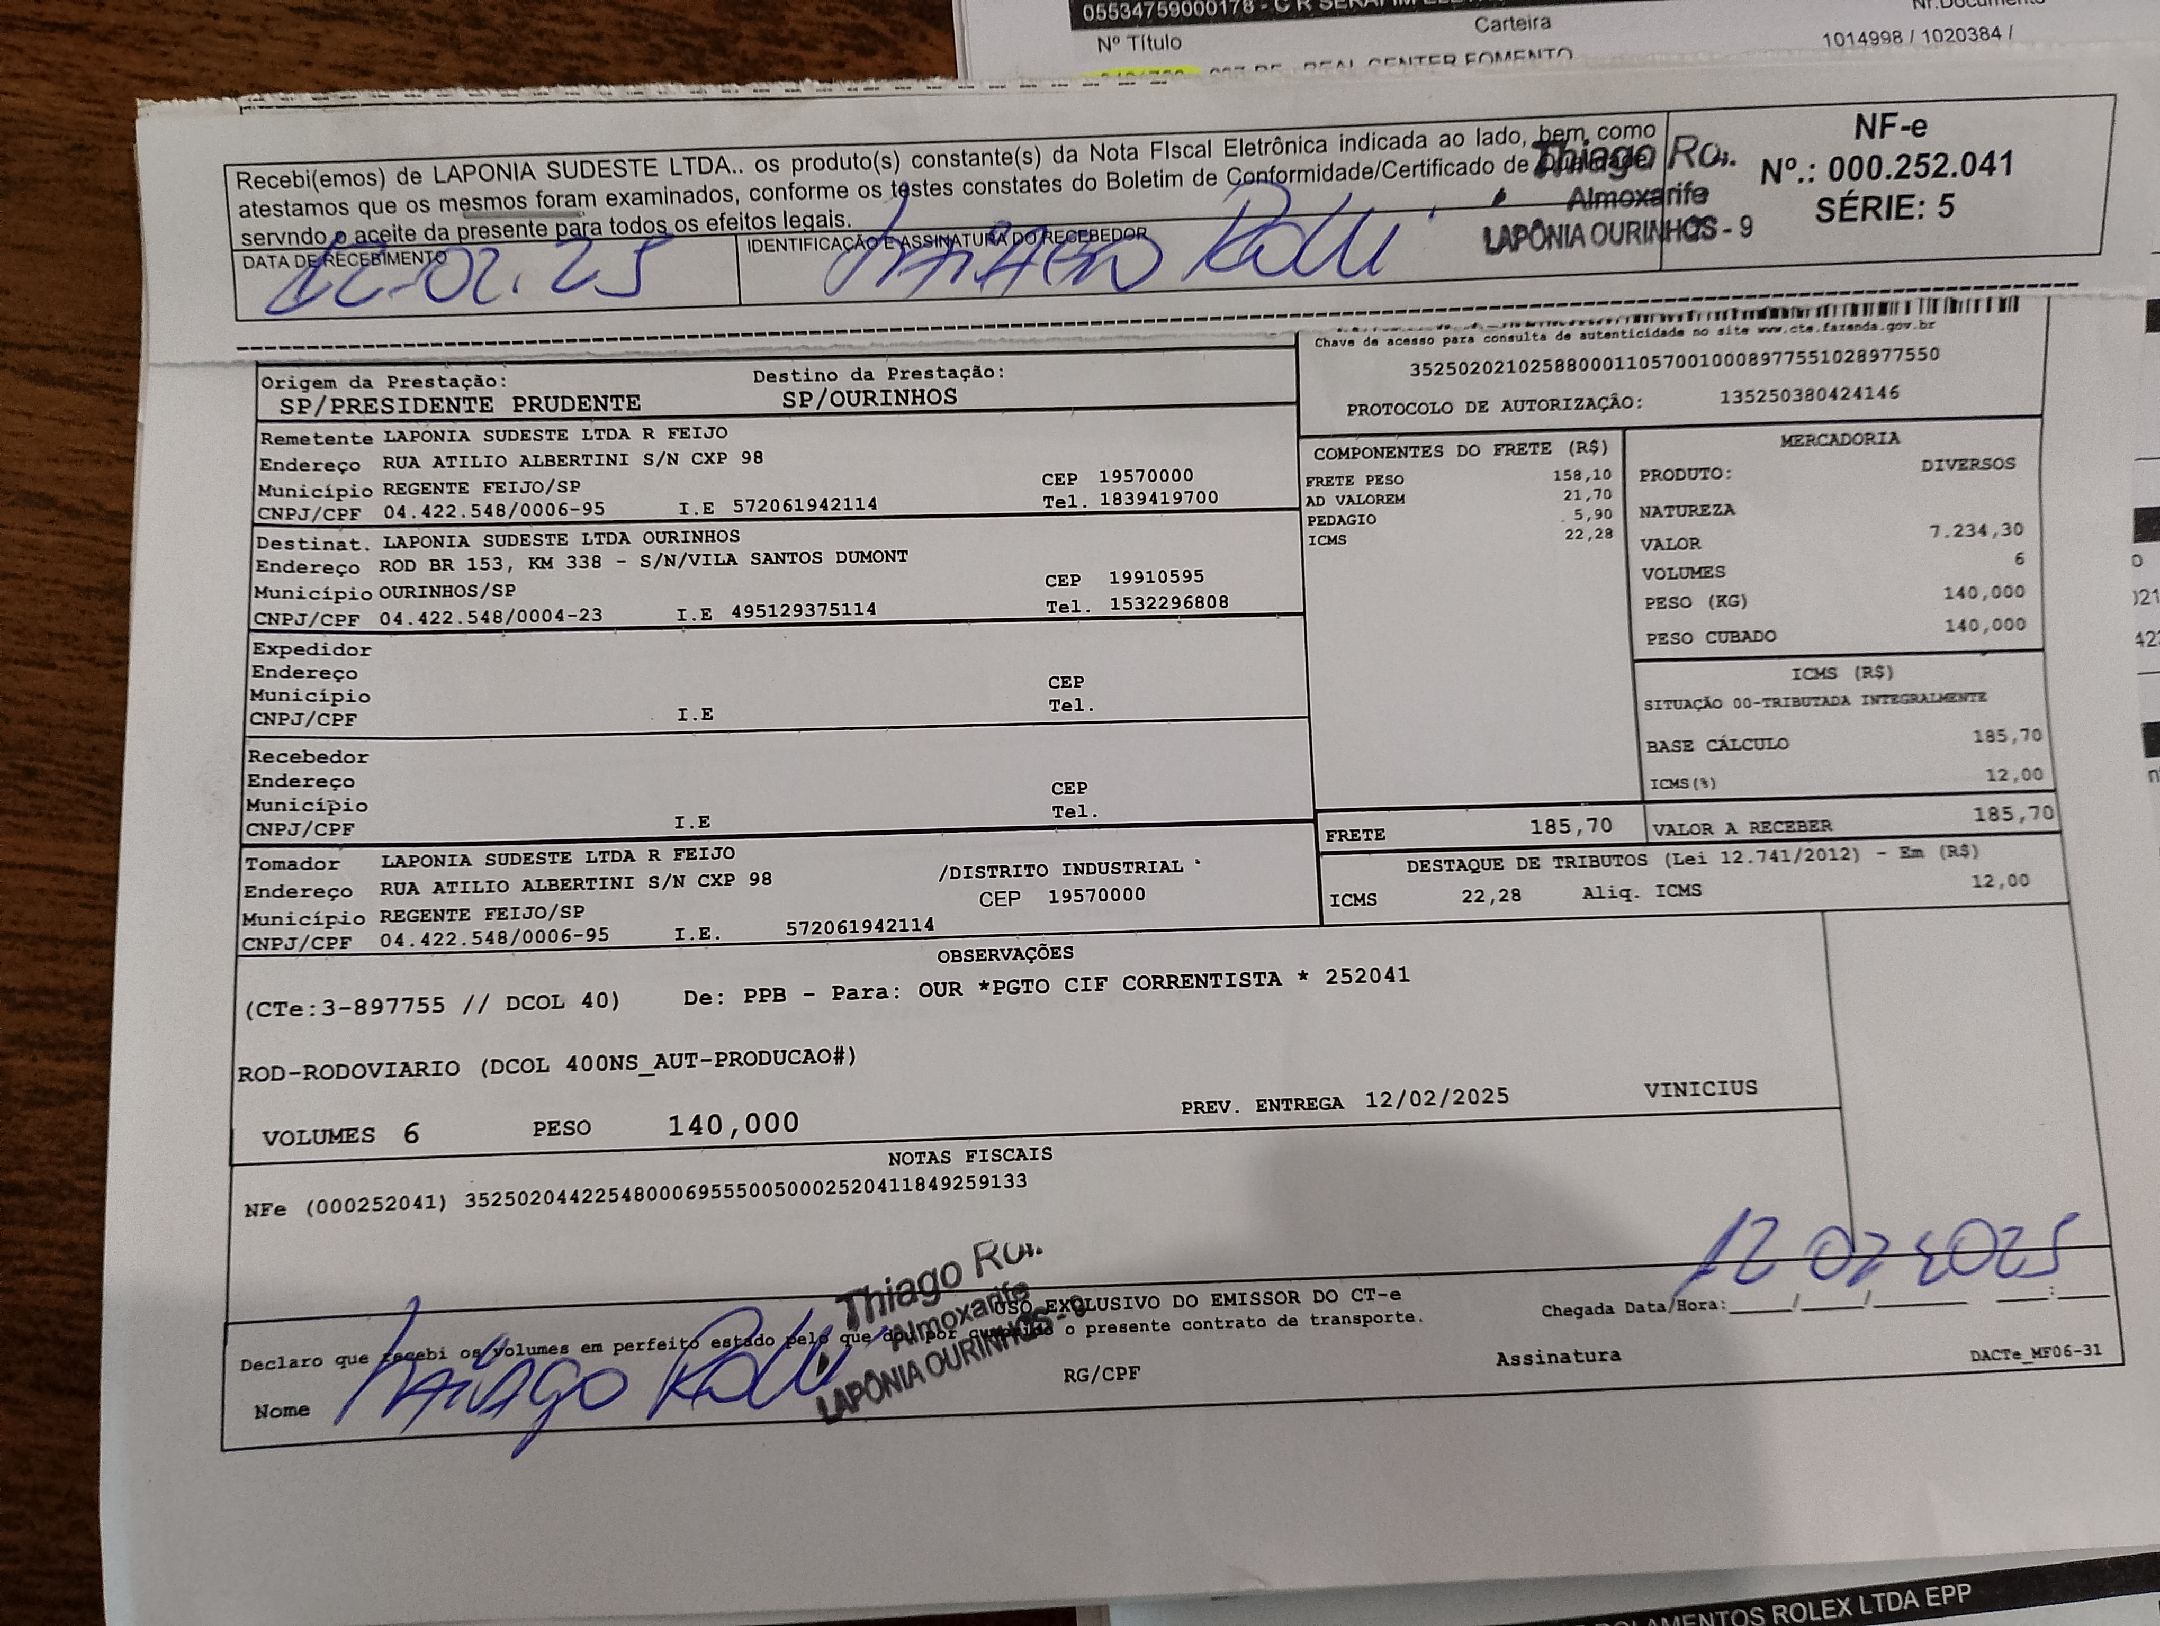 05534759000178 - C R SERAFIM
Nº Título
Carteira
Nr.Documento
1014998 / 1020384 /
REAL CENTER FOMENTO
Recebi(emos) de LAPONIA SUDESTE LTDA.. os produto(s) constante(s) da Nota FIscal Eletrônica indicada ao lado, bem como
atestamos que os mesmos foram examinados, conforme os testes constates do Boletim de Conformidade/Certificado de Qualidade,
servndo o aceite da presente para todos os efeitos legais.
DATA DE RECEBIMENTO
12-02.25
IDENTIFICAÇÃO E ASSINATURA DO RECEBEDOR
Thiago
Thiago
Almoxarife
LAPÔNIA OURINHOS - 9
NF-e
Nº.: 000.252.041
SÉRIE: 5
Origem da Prestação:
SP/PRESIDENTE PRUDENTE
Destino da Prestação:
SP/OURINHOS
Chave de acesso para consulta de autenticidade no site www.cte.fazenda.gov.br
35250202102588000110570010008977551028977550
PROTOCOLO DE AUTORIZAÇÃO: 135250380424146
Remetente LAPONIA SUDESTE LTDA R FEIJO
Endereço RUA ATILIO ALBERTINI S/N CXP 98
Município REGENTE FEIJO/SP CEP 19570000
CNPJ/CPF 04.422.548/0006-95 I.E 572061942114 Tel. 1839419700
Destinat. LAPONIA SUDESTE LTDA OURINHOS
Endereço ROD BR 153, KM 338 - S/N/VILA SANTOS DUMONT
Município OURINHOS/SP CEP 19910595
CNPJ/CPF 04.422.548/0004-23 I.E 495129375114 Tel. 1532296808
Expedidor
Endereço
Município CEP
CNPJ/CPF I.E Tel.
Recebedor
Endereço
Município CEP
CNPJ/CPF I.E Tel.
Tomador LAPONIA SUDESTE LTDA R FEIJO
Endereço RUA ATILIO ALBERTINI S/N CXP 98 /DISTRITO INDUSTRIAL
Município REGENTE FEIJO/SP CEP 19570000
CNPJ/CPF 04.422.548/0006-95 I.E. 572061942114
COMPONENTES DO FRETE (R$)
FRETE PESO 158,10
AD VALOREM 21,70
PEDAGIO 5,90
ICMS 22,28
MERCADORIA
PRODUTO: DIVERSOS
NATUREZA
VALOR 7.234,30
VOLUMES 6
PESO (KG) 140,000
PESO CUBADO 140,000
ICMS (R$)
SITUAÇÃO 00-TRIBUTADA INTEGRALMENTE
BASE CÁLCULO 185,70
ICMS(%) 12,00
FRETE 185,70
VALOR A RECEBER 185,70
DESTAQUE DE TRIBUTOS (Lei 12.741/2012) - Em (R$)
ICMS 22,28 Aliq. ICMS 12,00
OBSERVAÇÕES
(CTe:3-897755 // DCOL 40) De: PPB - Para: OUR *PGTO CIF CORRENTISTA * 252041
ROD-RODOVIARIO (DCOL 400NS_AUT-PRODUCAO#)
VOLUMES 6 PESO 140,000 PREV. ENTREGA 12/02/2025 VINICIUS
NOTAS FISCAIS
NFe (000252041) 35250204422548000695550050002520411849259133
12 02 2025
Thiago
Almoxarife
LAPÔNIA OURINHOS - 9
USO EXCLUSIVO DO EMISSOR DO CT-e
Chegada Data/Hora:_____/_____/_______ ____:____
Declaro que recebi os volumes em perfeito estado pelo que dou por cumprido o presente contrato de transporte.
Nome Thiago
RG/CPF
Assinatura
DACTe_MF06-31
ROLAMENTOS ROLEX LTDA EPP